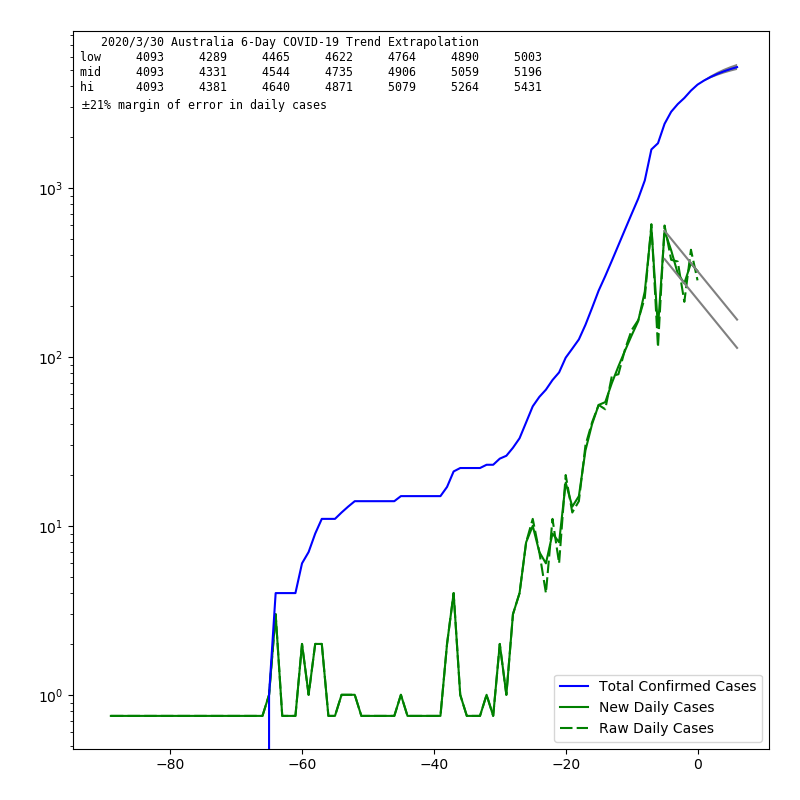 2020/3/30 Australia 6-Day COVID-19 Trend Extrapolation
low 4093 4289 4465 4622 4764 4890 5003
mid 4093 4331 4544 4735 4906 5059 5196
hi 4093 4381 4640 4871 5079 5264 5431
±21% margin of error in daily cases
10³
10²
10¹
10⁰
Total Confirmed Cases
New Daily Cases
Raw Daily Cases
−80 −60 −40 −20 0